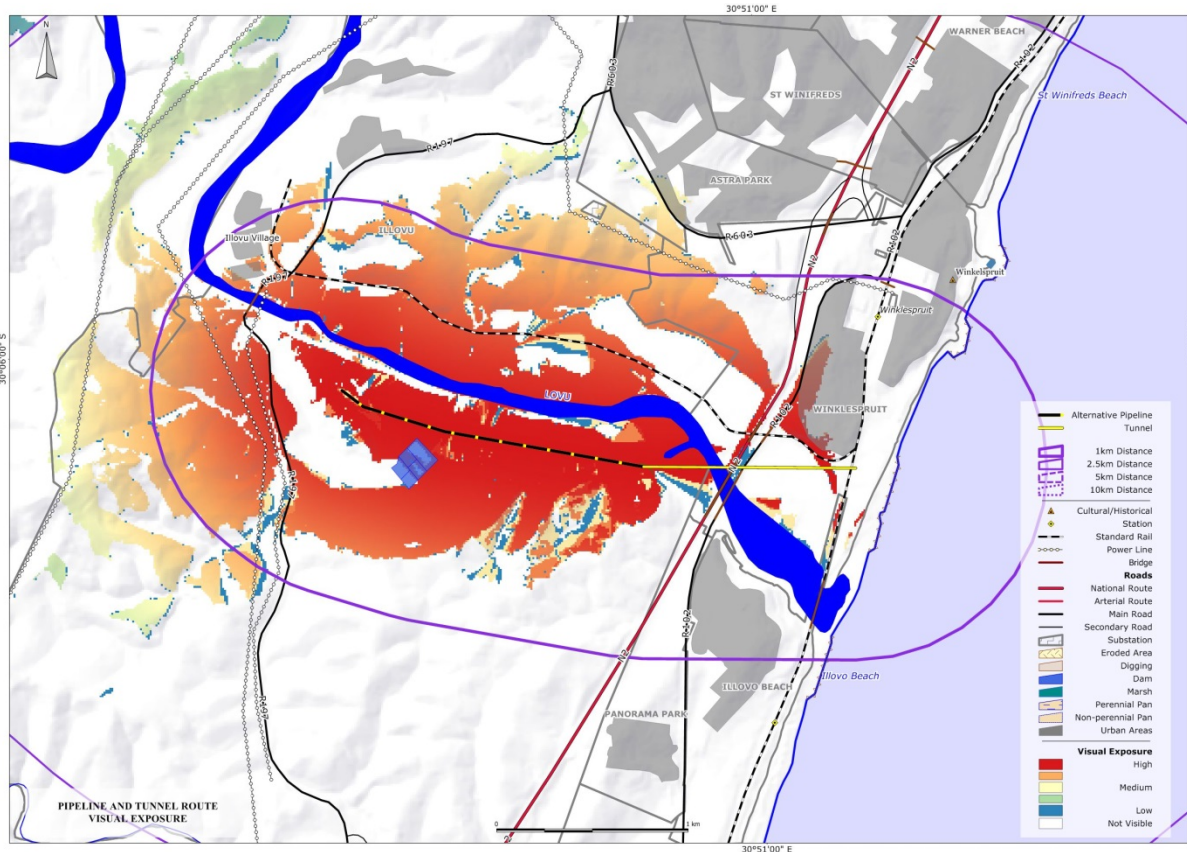 30°51'00" E
N
WARNER BEACH
R603
N2
R102
ST WINIFREDS
St Winifreds Beach
R197
ASTRA PARK
Illovu Village
ILLOVU
R603
R102
N2
R197
Winkelspruit
Winklespruit
30°06'00" S
LOVU
R102
WINKLESPRUIT
N2
R197
R102
N2
Illovo Beach
ILLOVO BEACH
R197
PANORAMA PARK
Alternative Pipeline
Tunnel
1km Distance
2.5km Distance
5km Distance
10km Distance
Cultural/Historical
Station
Standard Rail
Power Line
Bridge
Roads
National Route
Arterial Route
Main Road
Secondary Road
Substation
Eroded Area
Digging
Dam
Marsh
Perennial Pan
Non-perennial Pan
Urban Areas
Visual Exposure
High
Medium
Low
Not Visible
PIPELINE AND TUNNEL ROUTE
VISUAL EXPOSURE
0
1 km
30°51'00" E